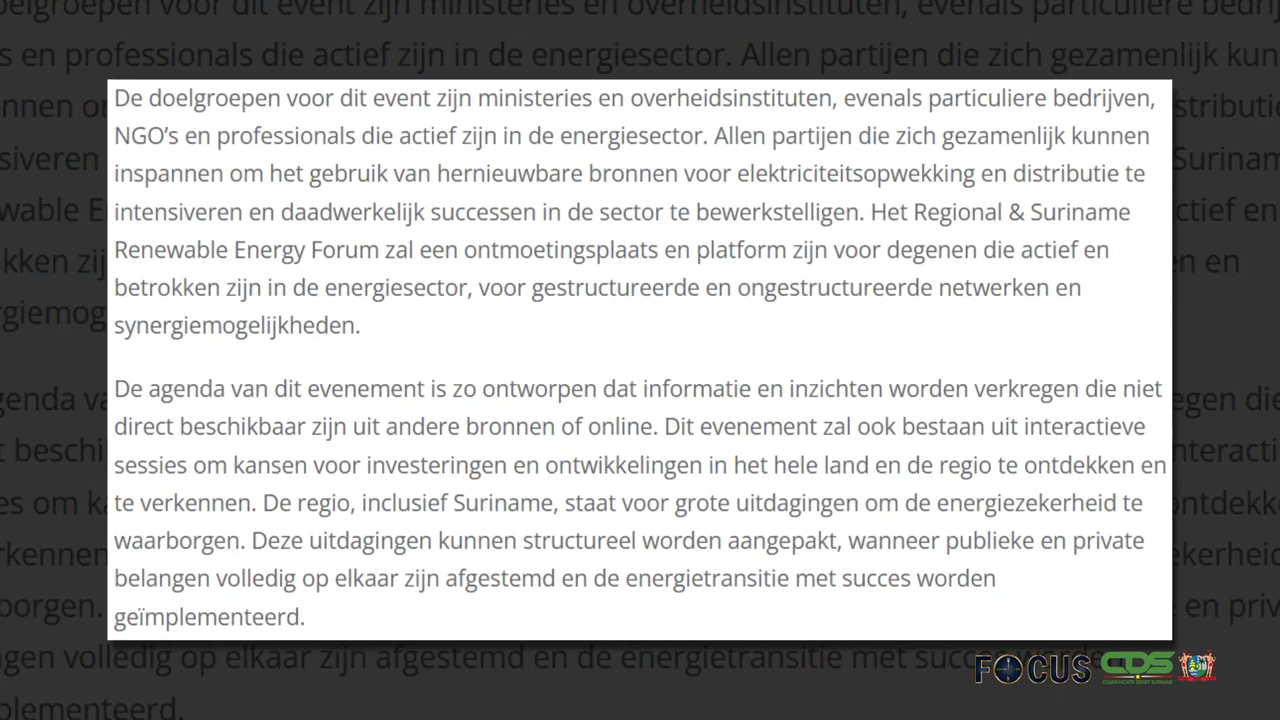 De doelgroepen voor dit event zijn ministeries en overheidsinstituten, evenals particuliere bedrijven,
NGO’s en professionals die actief zijn in de energiesector. Allen partijen die zich gezamenlijk kunnen
inspannen om het gebruik van hernieuwbare bronnen voor elektriciteitsopwekking en distributie te
intensiveren en daadwerkelijk successen in de sector te bewerkstelligen. Het Regional & Suriname
Renewable Energy Forum zal een ontmoetingsplaats en platform zijn voor degenen die actief en
betrokken zijn in de energiesector, voor gestructureerde en ongestructureerde netwerken en
synergiemogelijkheden.
De agenda van dit evenement is zo ontworpen dat informatie en inzichten worden verkregen die niet
direct beschikbaar zijn uit andere bronnen of online. Dit evenement zal ook bestaan uit interactieve
sessies om kansen voor investeringen en ontwikkelingen in het hele land en de regio te ontdekken en
te verkennen. De regio, inclusief Suriname, staat voor grote uitdagingen om de energiezekerheid te
waarborgen. Deze uitdagingen kunnen structureel worden aangepakt, wanneer publieke en private
belangen volledig op elkaar zijn afgestemd en de energietransitie met succes worden
geïmplementeerd.
FOCUS CDS
COMMUNICATIE DIENST SURINAME